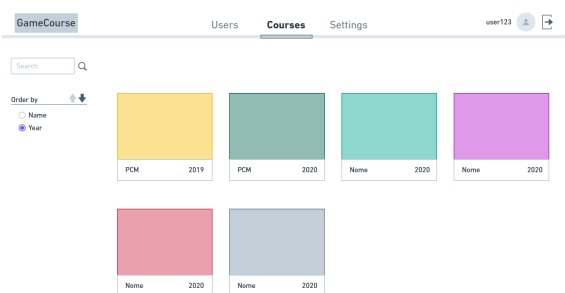 GameCourse
Users Courses Settings
user123
Search
Order by
Name
Year
PCM 2019
PCM 2020
Nome 2020
Nome 2020
Nome 2020
Nome 2020